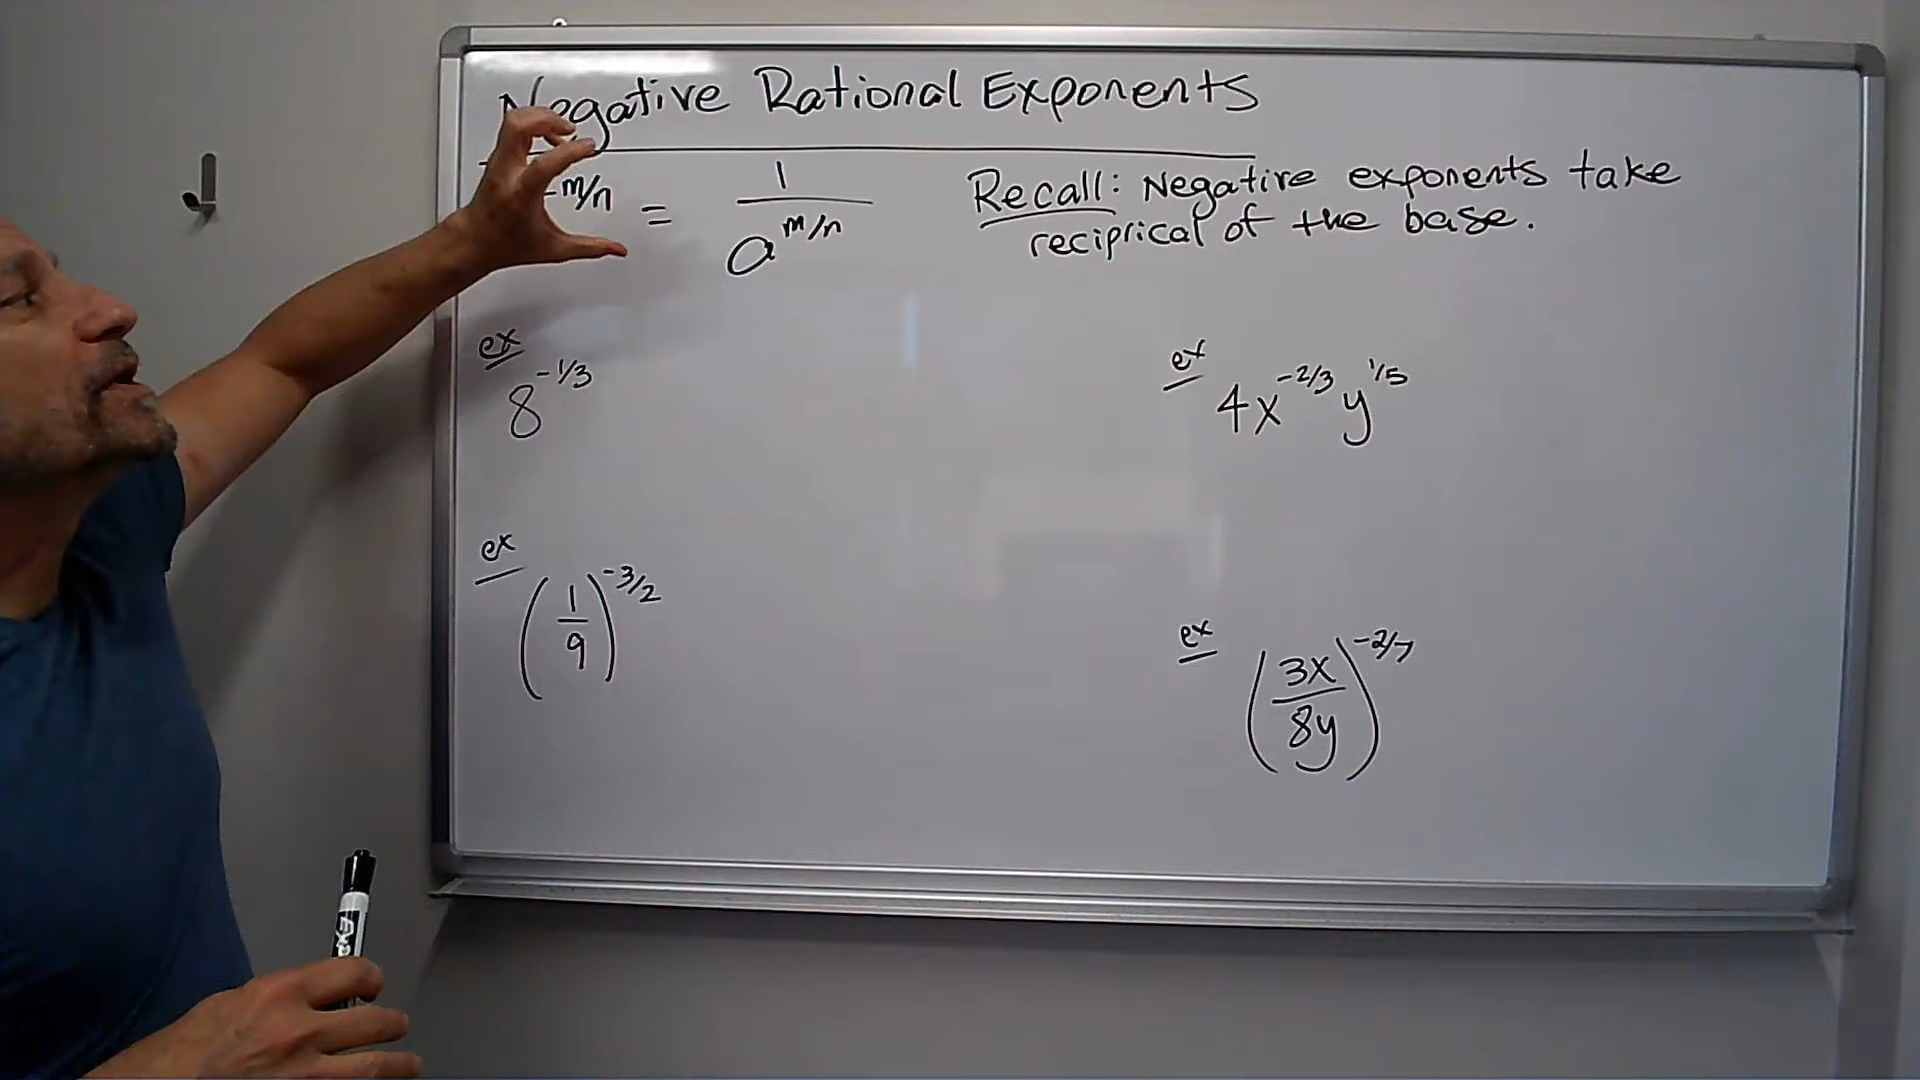 Negative Rational Exponents
-m/n = 1 / a^m/n
Recall: Negative exponents take
reciprical of the base.
ex
8^-1/3
ex
4x^-2/3 y^1/5
ex
(1/9)^-3/2
ex
(3x/8y)^-2/7